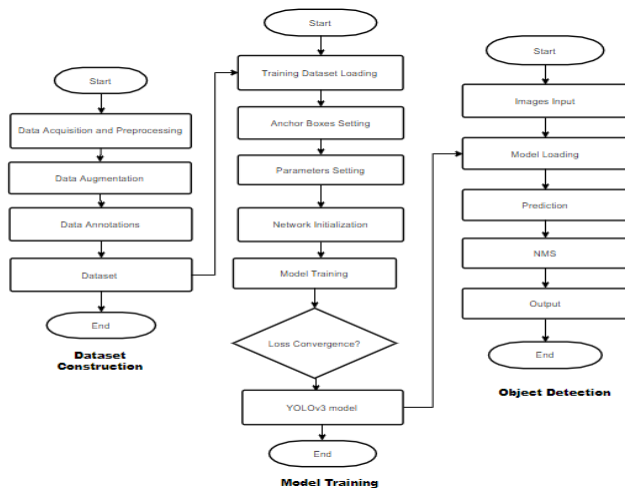 Start
Data Acquisition and Preprocessing
Data Augmentation
Data Annotations
Dataset
End
Dataset
Construction
Start
Training Dataset Loading
Anchor Boxes Setting
Parameters Setting
Network Initialization
Model Training
Loss Convergence?
YOLOv3 model
End
Model Training
Start
Images Input
Model Loading
Prediction
NMS
Output
End
Object Detection